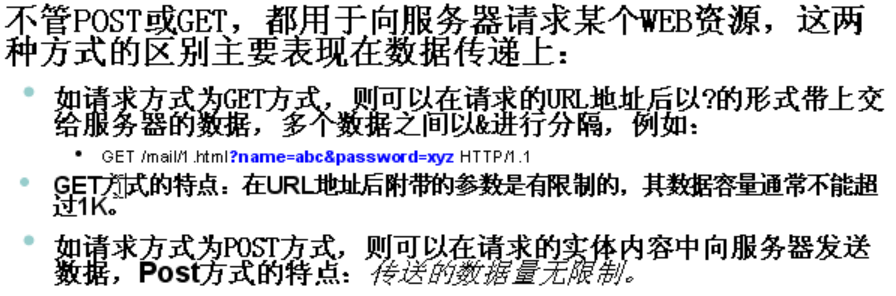 不管POST或GET，都用于向服务器请求某个WEB资源，这两
种方式的区别主要表现在数据传递上：
如请求方式为GET方式，则可以在请求的URL地址后以?的形式带上交
给服务器的数据，多个数据之间以&进行分隔，例如：
GET /mail/1.html?name=abc&password=xyz HTTP/1.1
GET方式的特点：在URL地址后附带的参数是有限制的，其数据容量通常不能超
过1K。
如请求方式为POST方式，则可以在请求的实体内容中向服务器发送
数据，Post方式的特点：传送的数据量无限制。